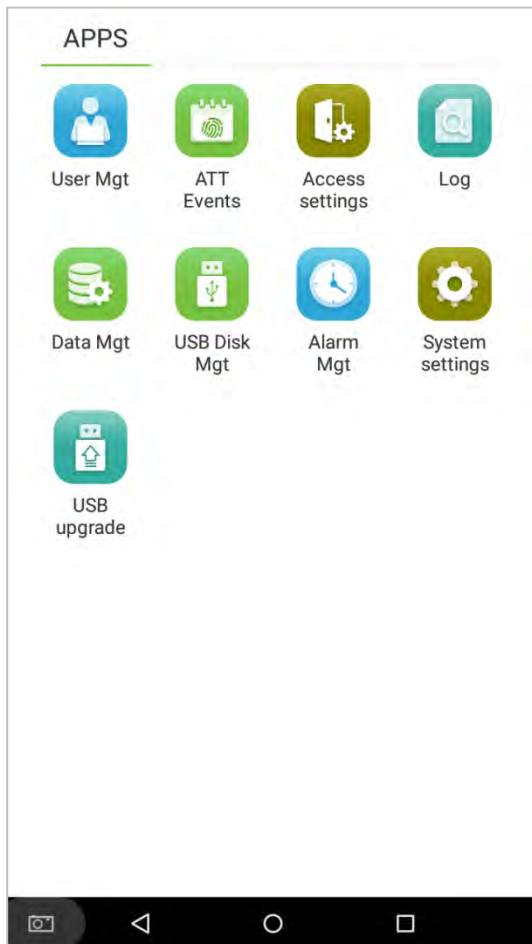 APPS
User Mgt
ATT
Events
Access
settings
Log
Data Mgt
USB Disk
Mgt
Alarm
Mgt
System
settings
USB
upgrade